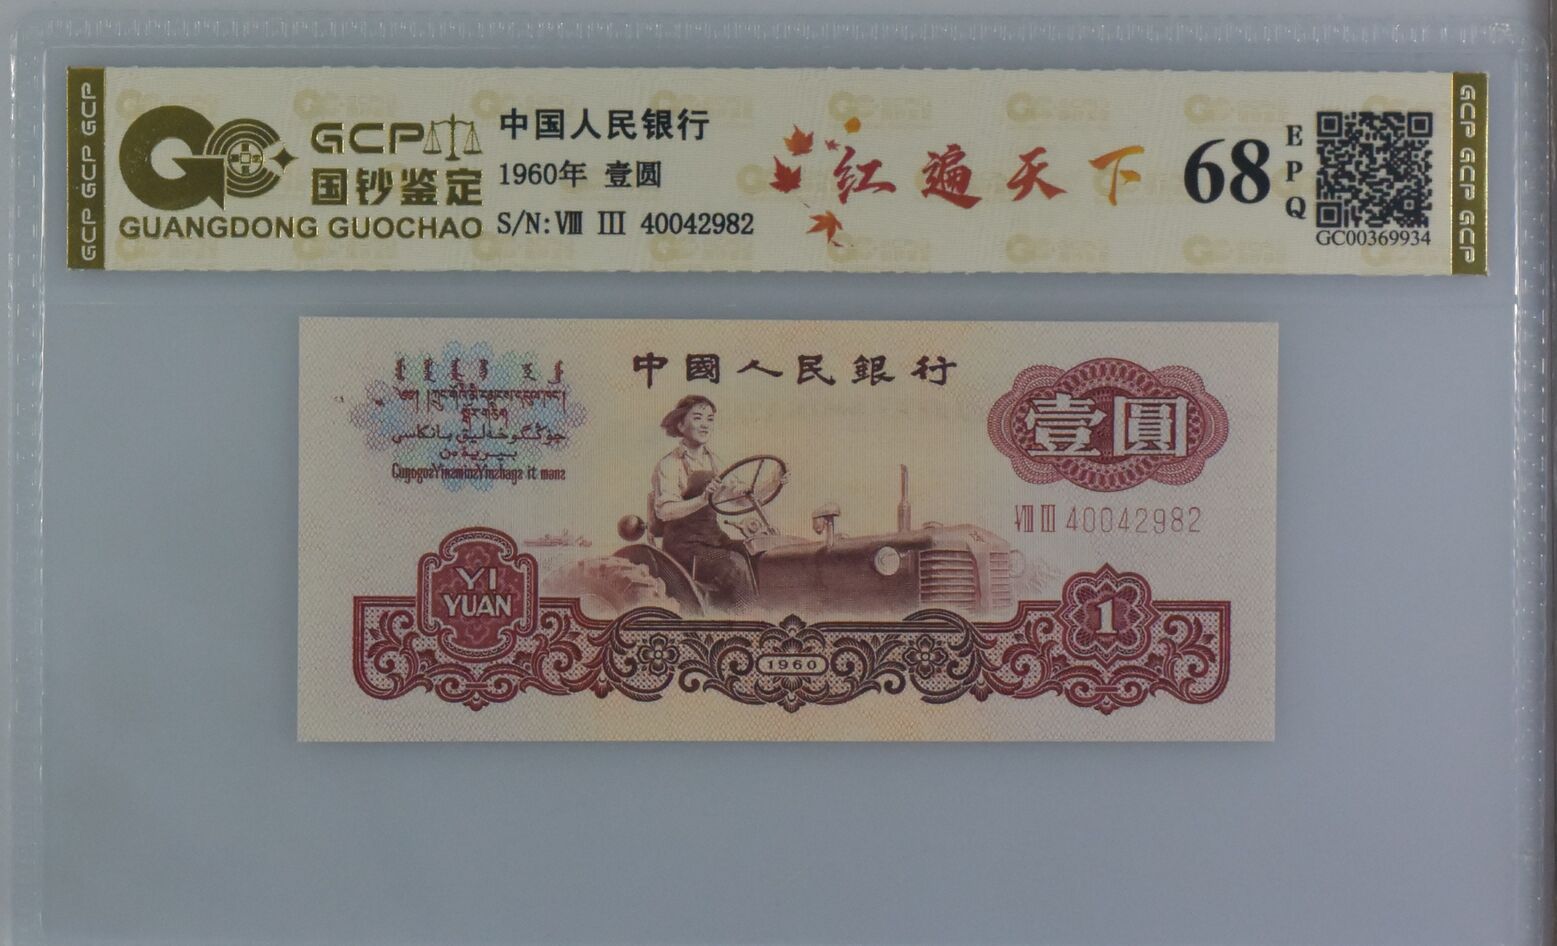 GCP GCP GCP
GCP
国钞鉴定
GUANGDONG GUOCHAO
中国人民银行
1960年 壹圆
S/N:Ⅷ Ⅲ 40042982
红遍天下
68
EPQ
GC00369934
GCP GCP GCP
中國人民銀行
壹圓
Ⅷ Ⅲ 40042982
YI
YUAN
1960
1